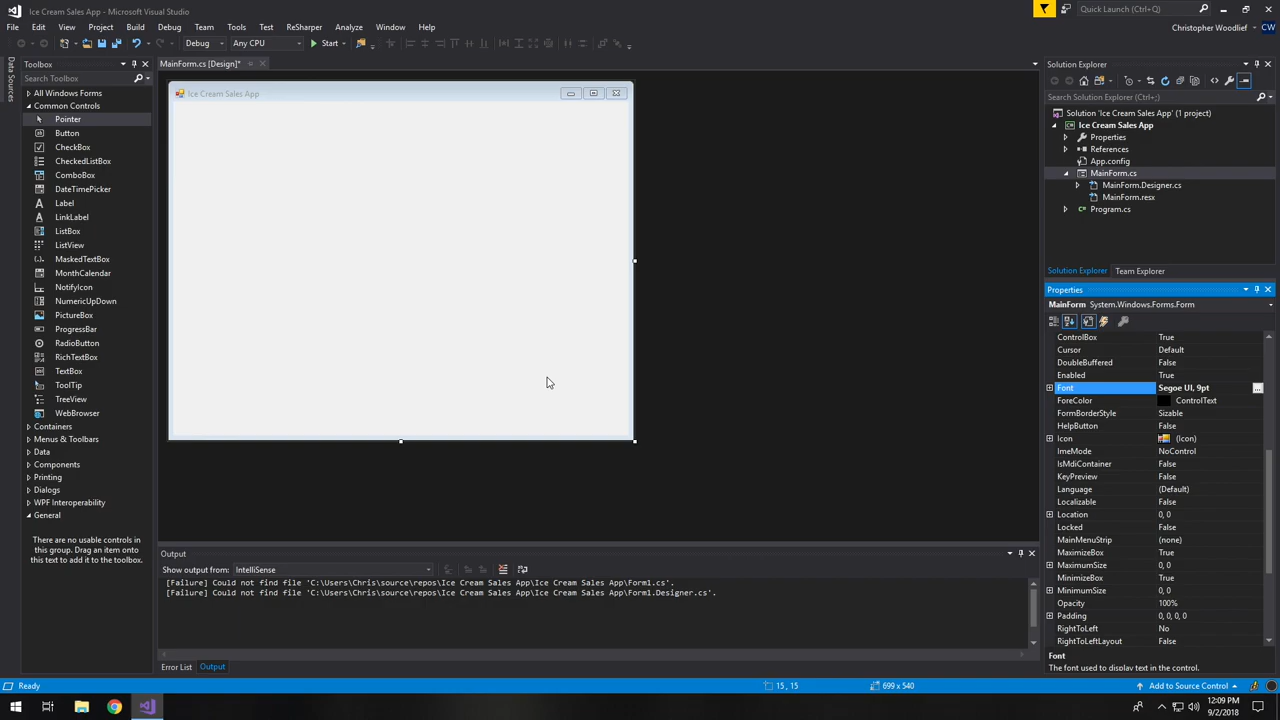 Ice Cream Sales App - Microsoft Visual Studio
Quick Launch (Ctrl+Q)
File Edit View Project Build Debug Team Tools Test ReSharper Analyze Window Help
Christopher Woodlief CW
Debug Any CPU Start
Data Sources
Toolbox
Search Toolbox
All Windows Forms
Common Controls
Pointer
Button
CheckBox
CheckedListBox
ComboBox
DateTimePicker
Label
LinkLabel
ListBox
ListView
MaskedTextBox
MonthCalendar
NotifyIcon
NumericUpDown
PictureBox
ProgressBar
RadioButton
RichTextBox
TextBox
ToolTip
TreeView
WebBrowser
Containers
Menus & Toolbars
Data
Components
Printing
Dialogs
WPF Interoperability
General
There are no usable controls in
this group. Drag an item onto
this text to add it to the toolbox.
MainForm.cs [Design]*
Ice Cream Sales App
Output
Show output from: IntelliSense
[Failure] Could not find file 'C:\Users\Chris\source\repos\Ice Cream Sales App\Ice Cream Sales App\Form1.cs'.
[Failure] Could not find file 'C:\Users\Chris\source\repos\Ice Cream Sales App\Ice Cream Sales App\Form1.Designer.cs'.
Error List Output
Solution Explorer
Search Solution Explorer (Ctrl+;)
Solution 'Ice Cream Sales App' (1 project)
Ice Cream Sales App
Properties
References
App.config
MainForm.cs
MainForm.Designer.cs
MainForm.resx
Program.cs
Solution Explorer Team Explorer
Properties
MainForm System.Windows.Forms.Form
ControlBox True
Cursor Default
DoubleBuffered False
Enabled True
Font Segoe UI, 9pt ...
ForeColor ControlText
FormBorderStyle Sizable
HelpButton False
Icon (Icon)
ImeMode NoControl
IsMdiContainer False
KeyPreview False
Language (Default)
Localizable False
Location 0, 0
Locked False
MainMenuStrip (none)
MaximizeBox True
MaximumSize 0, 0
MinimizeBox True
MinimumSize 0, 0
Opacity 100%
Padding 0, 0, 0, 0
RightToLeft No
RightToLeftLayout False
Font
The font used to display text in the control.
Ready 15 , 15 699 x 540 Add to Source Control
12:09 PM
9/2/2018